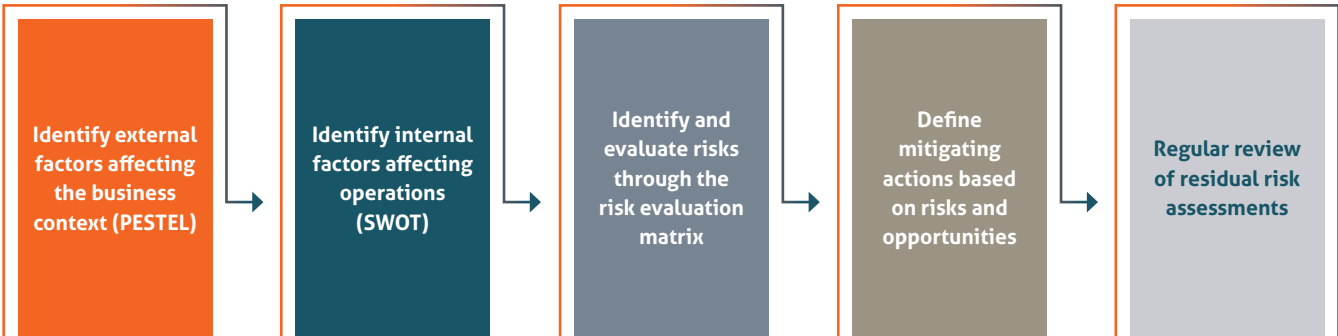 Identify external
factors affecting
the business
context (PESTEL)
Identify internal
factors affecting
operations
(SWOT)
Identify and
evaluate risks
through the
risk evaluation
matrix
Define
mitigating
actions based
on risks and
opportunities
Regular review
of residual risk
assessments